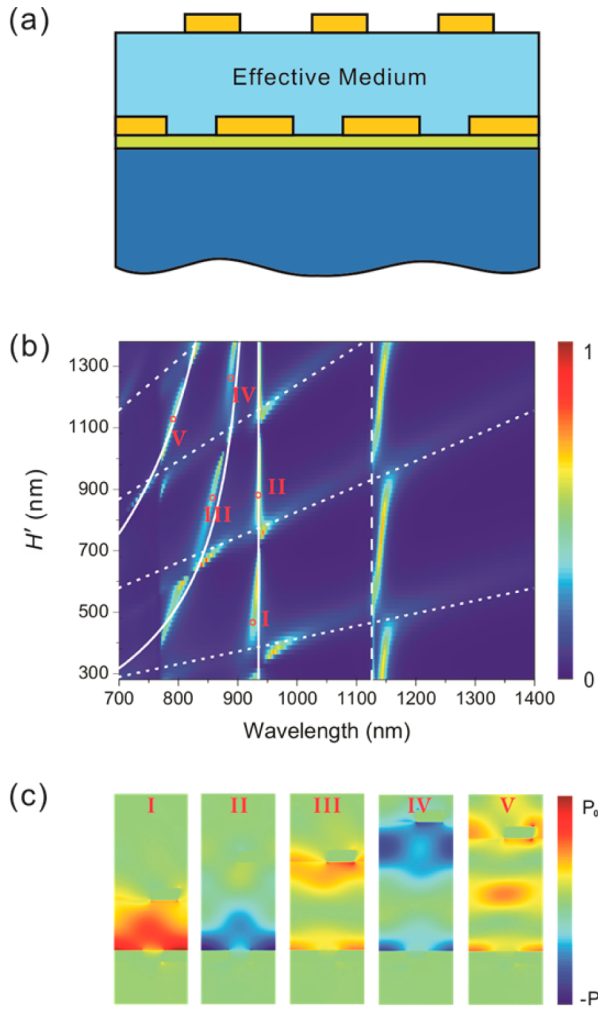 (a)
Effective Medium
(b)
1300
1100
900
700
500
300
H' (nm)
IV
V
III
II
I
700 800 900 1000 1100 1200 1300 1400
Wavelength (nm)
1
0
(c)
I II III IV V
P₀
-P